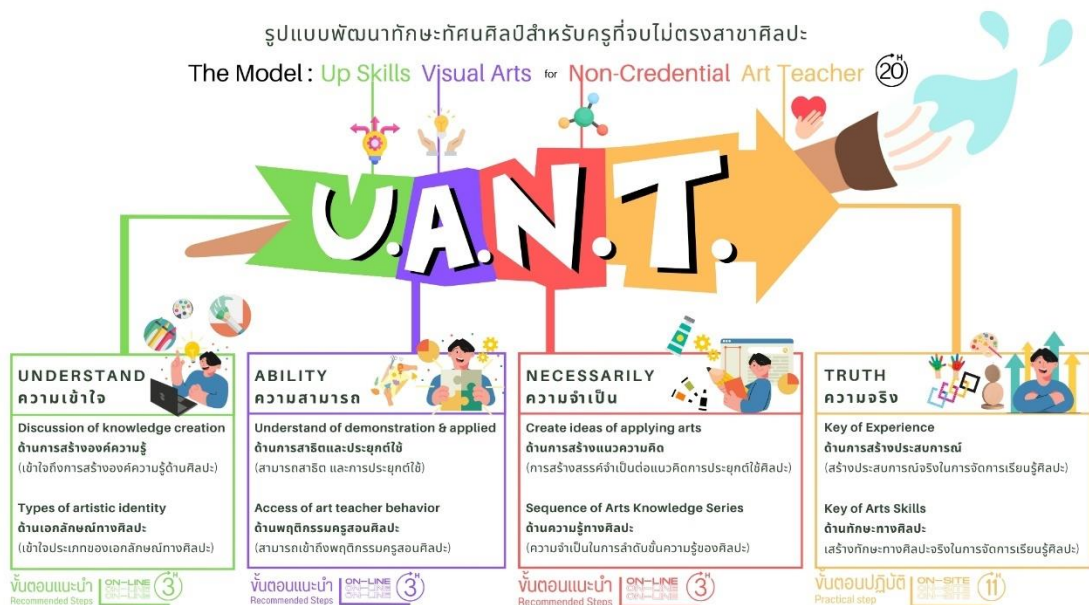 รูปแบบพัฒนาทักษะทัศนศิลป์สำหรับครูที่จบไม่ตรงสาขาศิลปะ
The Model : Up Skills Visual Arts for Non-Credential Art Teacher 20 H
U.A.N.T.
UNDERSTAND
ความเข้าใจ
Discussion of knowledge creation
ด้านการสร้างองค์ความรู้
(เข้าใจถึงการสร้างองค์ความรู้ด้านศิลปะ)
Types of artistic identity
ด้านเอกลักษณ์ทางศิลปะ
(เข้าใจประเภทของเอกลักษณ์ทางศิลปะ)
ขั้นตอนแนะนำ
Recommended Steps
ON-LINE
3 H
ABILITY
ความสามารถ
Understand of demonstration & applied
ด้านการสาธิตและประยุกต์ใช้
(สามารถสาธิต และการประยุกต์ใช้)
Access of art teacher behavior
ด้านพฤติกรรมครูสอนศิลปะ
(สามารถเข้าถึงพฤติกรรมครูสอนศิลปะ)
ขั้นตอนแนะนำ
Recommended Steps
ON-LINE
3 H
NECESSARILY
ความจำเป็น
Create ideas of applying arts
ด้านการสร้างแนวความคิด
(การสร้างสรรค์จำเป็นต่อแนวคิดการประยุกต์ใช้ศิลปะ)
Sequence of Arts Knowledge Series
ด้านความรู้ทางศิลปะ
(ความจำเป็นในการลำดับขั้นความรู้ของศิลปะ)
ขั้นตอนแนะนำ
Recommended Steps
ON-LINE
3 H
TRUTH
ความจริง
Key of Experience
ด้านการสร้างประสบการณ์
(สร้างประสบการณ์จริงในการจัดการเรียนรู้ศิลปะ)
Key of Arts Skills
ด้านทักษะทางศิลปะ
เสร้างทักษะทางศิลปะจริงในการจัดการเรียนรู้ศิลปะ)
ขั้นตอนปฏิบัติ
Practical step
ON-SITE
11 H